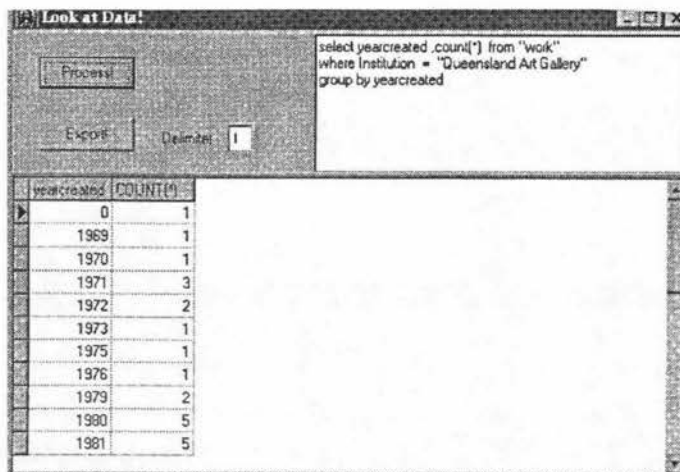 Look at Data!
select yearcreated ,count(*) from "work"
where Institution = "Queensland Art Gallery"
group by yearcreated
Process!
Export!
Delimiter
yearcreated COUNT(*)
0 1
1969 1
1970 1
1971 3
1972 2
1973 1
1975 1
1976 1
1979 2
1980 5
1981 5